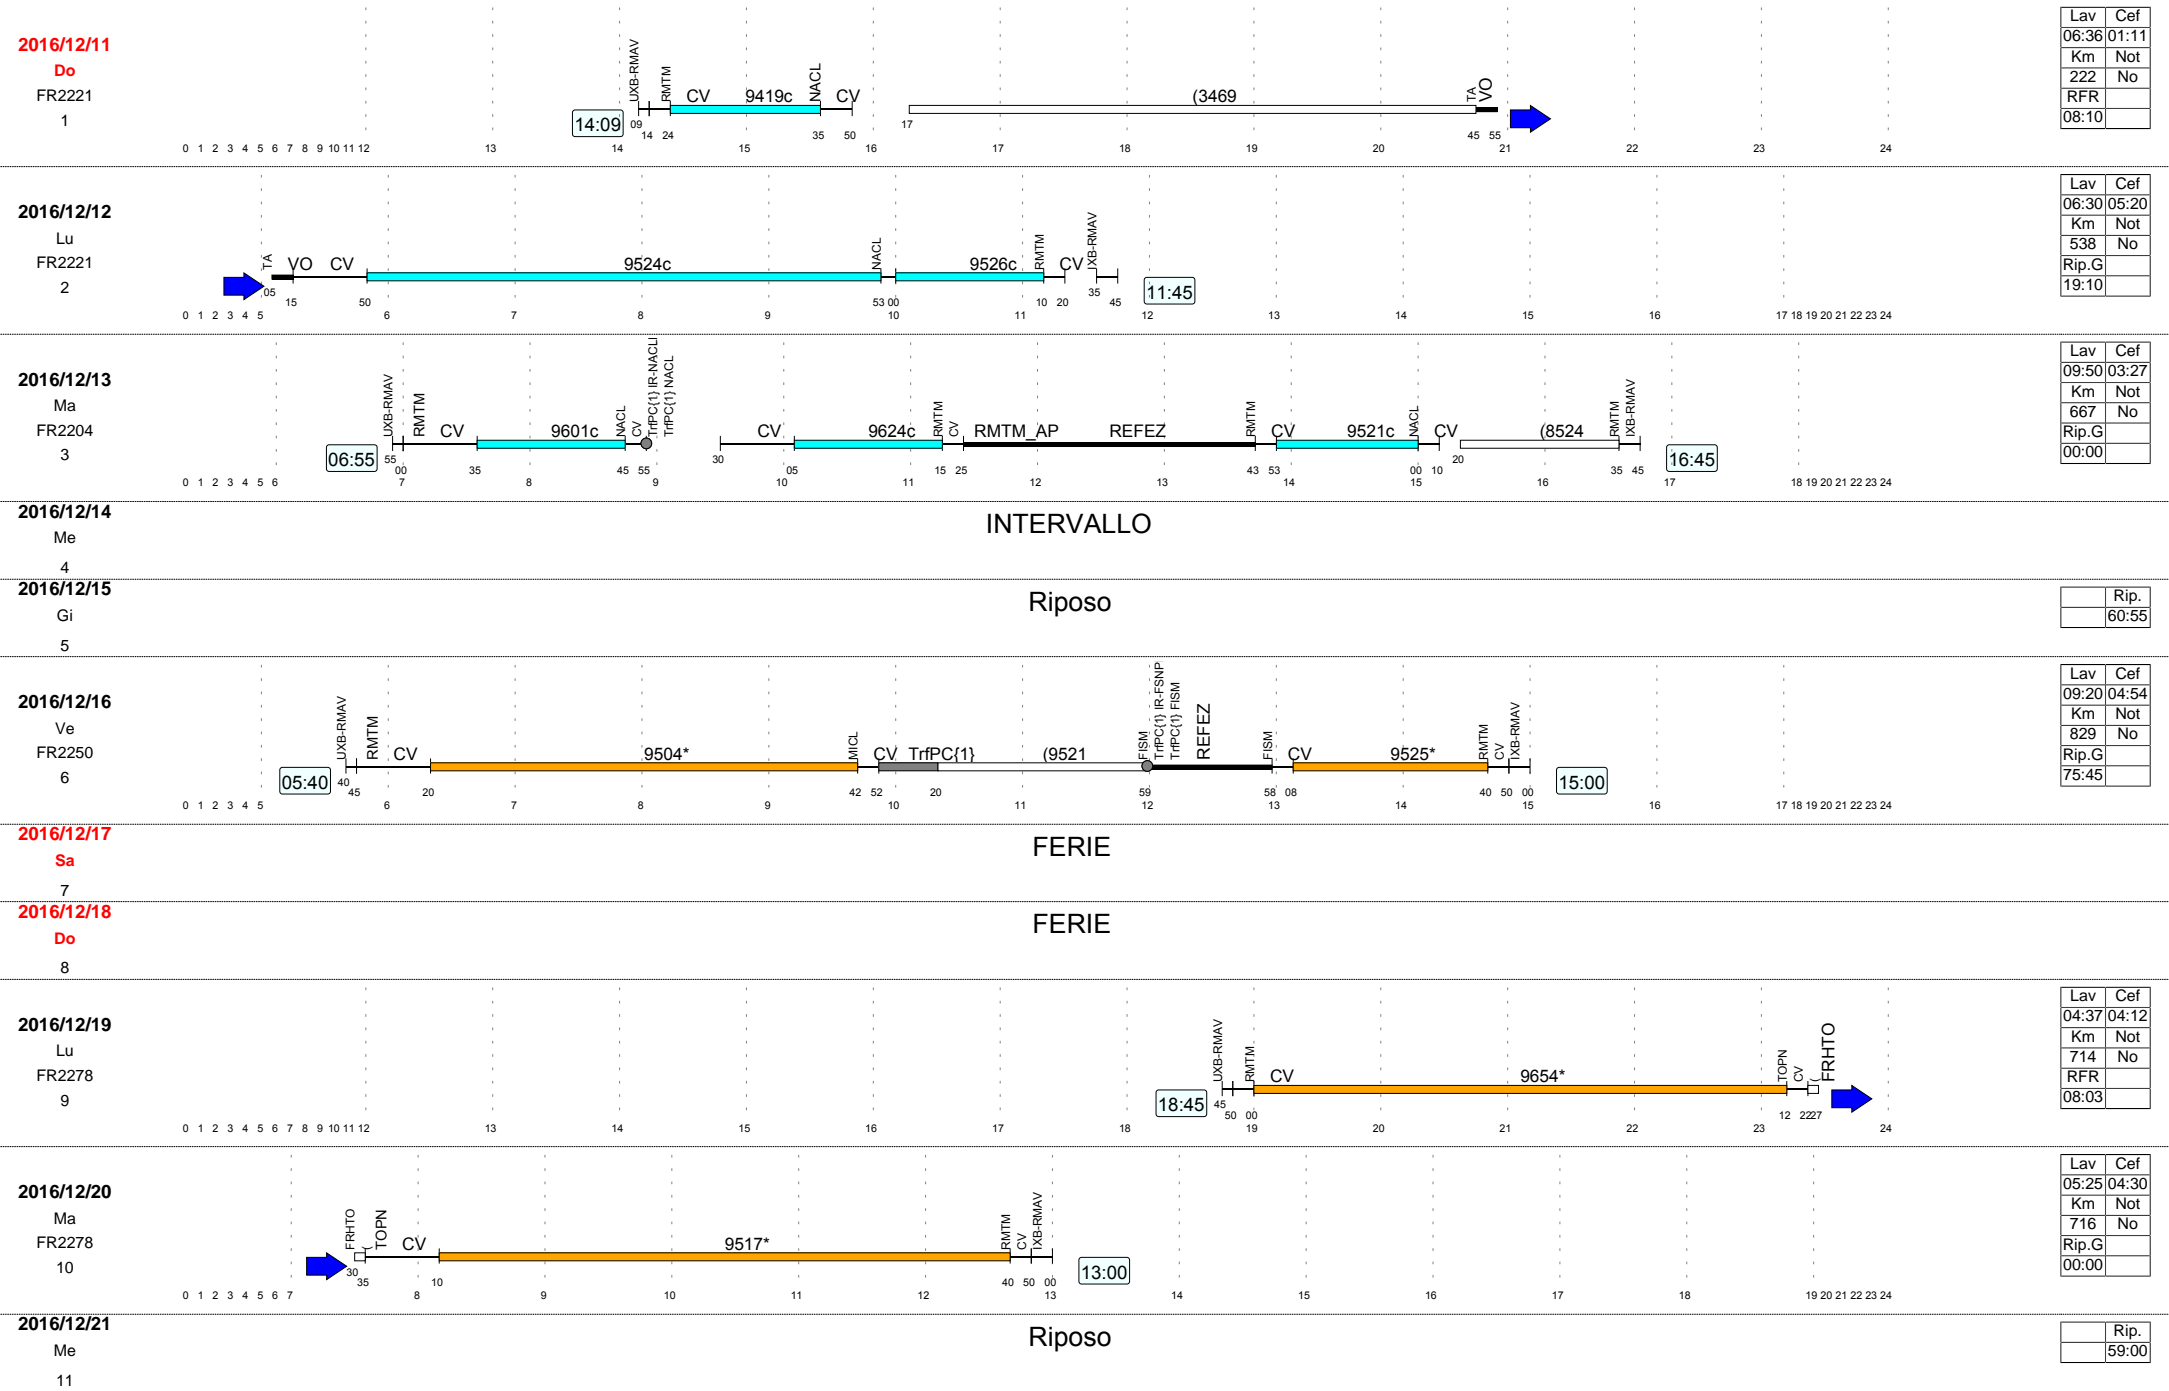 2016/12/11
Do
FR2221
1
14:09
UXB-RMAV
RMTM
CV 9419c
NACL
CV
(3469
TA
VO
09 14 24 35 50 17 45 55
0 1 2 3 4 5 6 7 8 9 10 11 12 13 14 15 16 17 18 19 20 21 22 23 24
Lav Cef
06:36 01:11
Km Not
222 No
RFR
08:10
2016/12/12
Lu
FR2221
2
TA
VO CV 9524c
NACL
9526c
RMTM
CV
IXB-RMAV
11:45
05 15 50 53 00 10 20 35 45
0 1 2 3 4 5 6 7 8 9 10 11 12 13 14 15 16 17 18 19 20 21 22 23 24
Lav Cef
06:30 05:20
Km Not
538 No
Rip.G
19:10
2016/12/13
Ma
FR2204
3
06:55
UXB-RMAV
RMTM
CV 9601c
NACL
CV
TrfPC{1} IR-NACL
TrfPC{1} NACL
CV 9624c
RMTM
CV
RMTM_AP REFEZ
RMTM
CV 9521c
NACL
CV (8524
RMTM
IXB-RMAV
16:45
55 00 35 45 55 30 05 15 25 43 53 00 10 20 35 45
0 1 2 3 4 5 6 7 8 9 10 11 12 13 14 15 16 17 18 19 20 21 22 23 24
Lav Cef
09:50 03:27
Km Not
667 No
Rip.G
00:00
2016/12/14
Me
4
INTERVALLO
2016/12/15
Gi
5
Riposo
Rip.
60:55
2016/12/16
Ve
FR2250
6
05:40
UXB-RMAV
RMTM
CV 9504*
MICL
CV TrfPC{1} (9521
FISM
TrfPC{1} IR-FSNP
TrfPC{1} FISM
REFEZ
FISM
CV 9525*
RMTM
CV
IXB-RMAV
15:00
40 45 20 42 52 20 59 58 08 40 50 00
0 1 2 3 4 5 6 7 8 9 10 11 12 13 14 15 16 17 18 19 20 21 22 23 24
Lav Cef
09:20 04:54
Km Not
829 No
Rip.G
75:45
2016/12/17
Sa
7
FERIE
2016/12/18
Do
8
FERIE
2016/12/19
Lu
FR2278
9
18:45
UXB-RMAV
RMTM
CV 9654*
TOPN
CV
(
FRHTO
45 50 00 12 22 27
0 1 2 3 4 5 6 7 8 9 10 11 12 13 14 15 16 17 18 19 20 21 22 23 24
Lav Cef
04:37 04:12
Km Not
714 No
RFR
08:03
2016/12/20
Ma
FR2278
10
FRHTO
(
TOPN
CV 9517*
RMTM
CV
IXB-RMAV
13:00
30 35 10 40 50 00
0 1 2 3 4 5 6 7 8 9 10 11 12 13 14 15 16 17 18 19 20 21 22 23 24
Lav Cef
05:25 04:30
Km Not
716 No
Rip.G
00:00
2016/12/21
Me
11
Riposo
Rip.
59:00